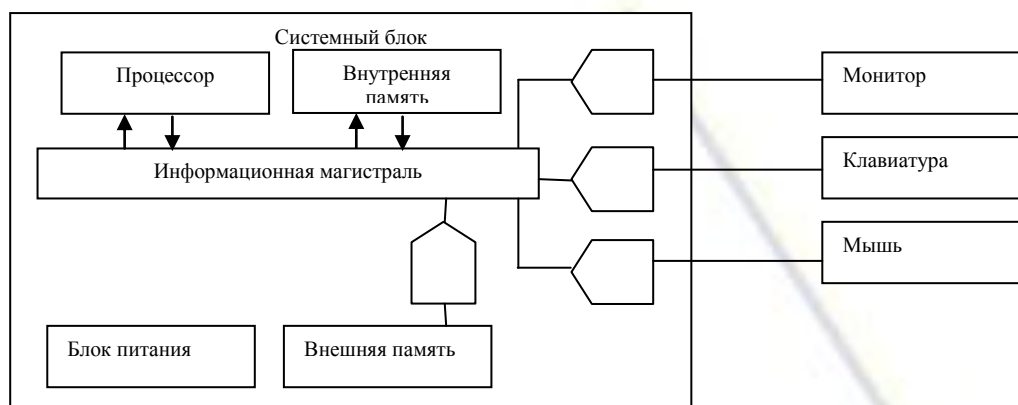 Системный блок
Процессор
Внутренняя
память
Монитор
Информационная магистраль
Клавиатура
Мышь
Блок питания
Внешняя память